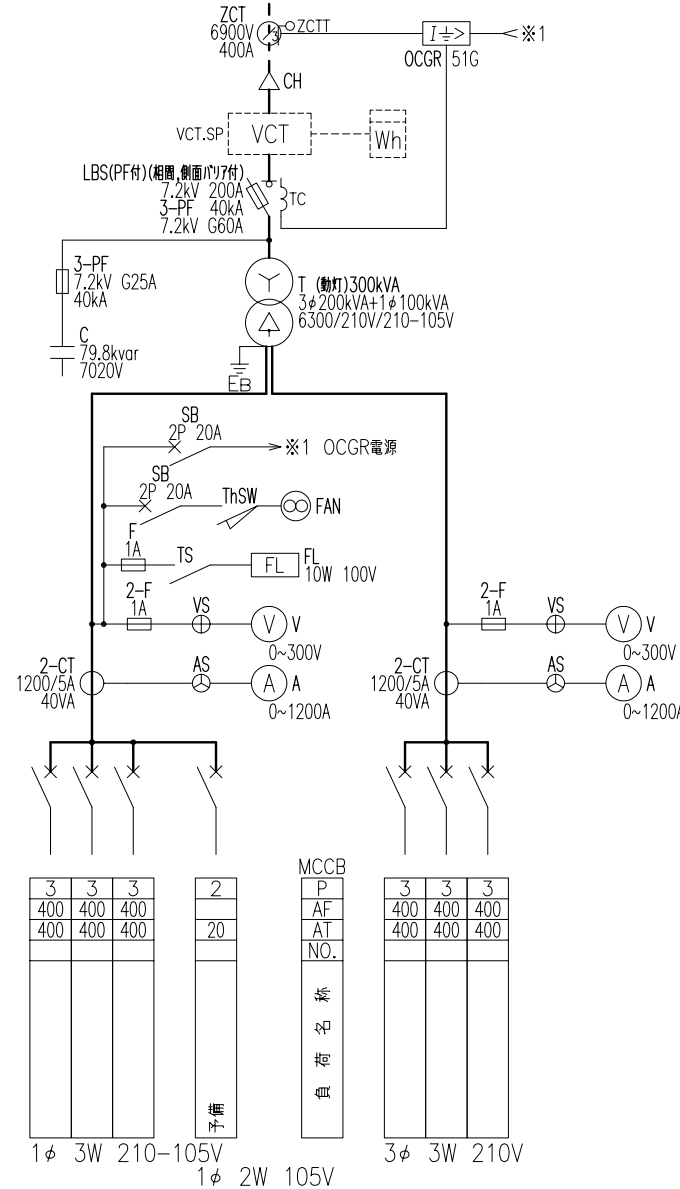 ZCT
6900V
400A
ZCTT
I⏚>
※1
OCGR 51G
CH
VCT.SP
VCT
Wh
LBS(PF付)(相間,側面バリア付)
7.2kV 200A
3-PF 40kA
7.2kV G60A
TC
3-PF
7.2kV G25A
40kA
T (動灯)300kVA
3φ200kVA+1φ100kVA
6300/210V/210-105V
C
79.8kvar
7020V
EB
SB
2P 20A
※1 OCGR電源
SB
2P 20A
ThSW
FAN
F
1A
TS
FL
FL
10W 100V
2-F
1A
VS
V
V
0~300V
2-F
1A
VS
V
V
0~300V
2-CT
1200/5A
40VA
AS
A
A
0~1200A
2-CT
1200/5A
40VA
AS
A
A
0~1200A
MCCB
3 3 3 2 P 3 3 3
400 400 400 AF 400 400 400
400 400 400 20 AT 400 400 400
NO.
予備
負荷名称
1φ 3W 210-105V
1φ 2W 105V
3φ 3W 210V